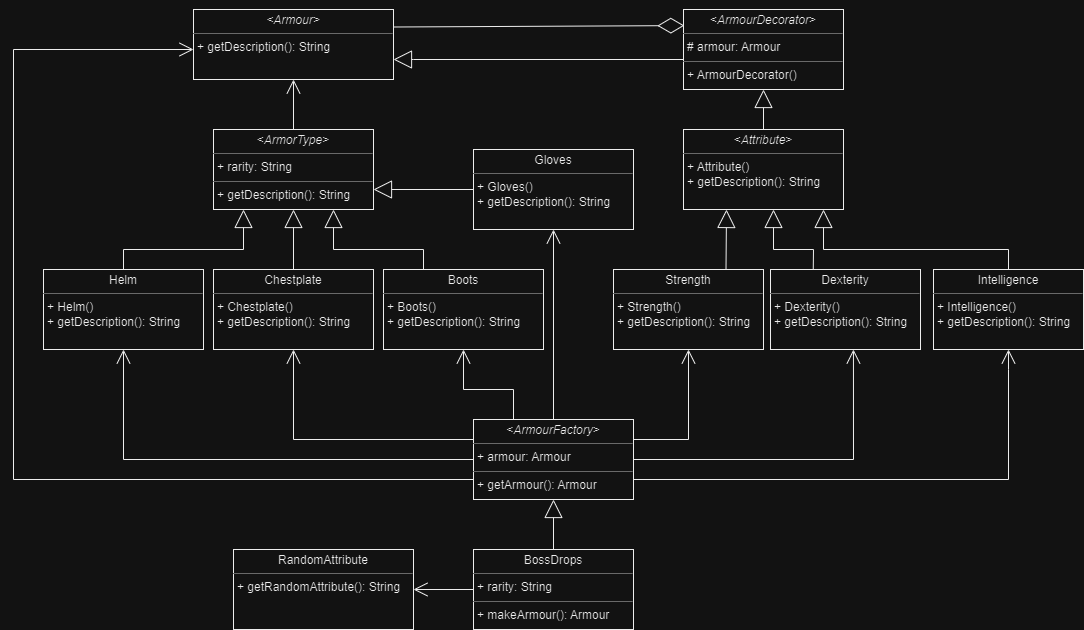 <Armour>
+ getDescription(): String
<ArmourDecorator>
# armour: Armour
+ ArmourDecorator()
<ArmorType>
+ rarity: String
+ getDescription(): String
Gloves
+ Gloves()
+ getDescription(): String
<Attribute>
+ Attribute()
+ getDescription(): String
Helm
+ Helm()
+ getDescription(): String
Chestplate
+ Chestplate()
+ getDescription(): String
Boots
+ Boots()
+ getDescription(): String
Strength
+ Strength()
+ getDescription(): String
Dexterity
+ Dexterity()
+ getDescription(): String
Intelligence
+ Intelligence()
+ getDescription(): String
<ArmourFactory>
+ armour: Armour
+ getArmour(): Armour
RandomAttribute
+ getRandomAttribute(): String
BossDrops
+ rarity: String
+ makeArmour(): Armour